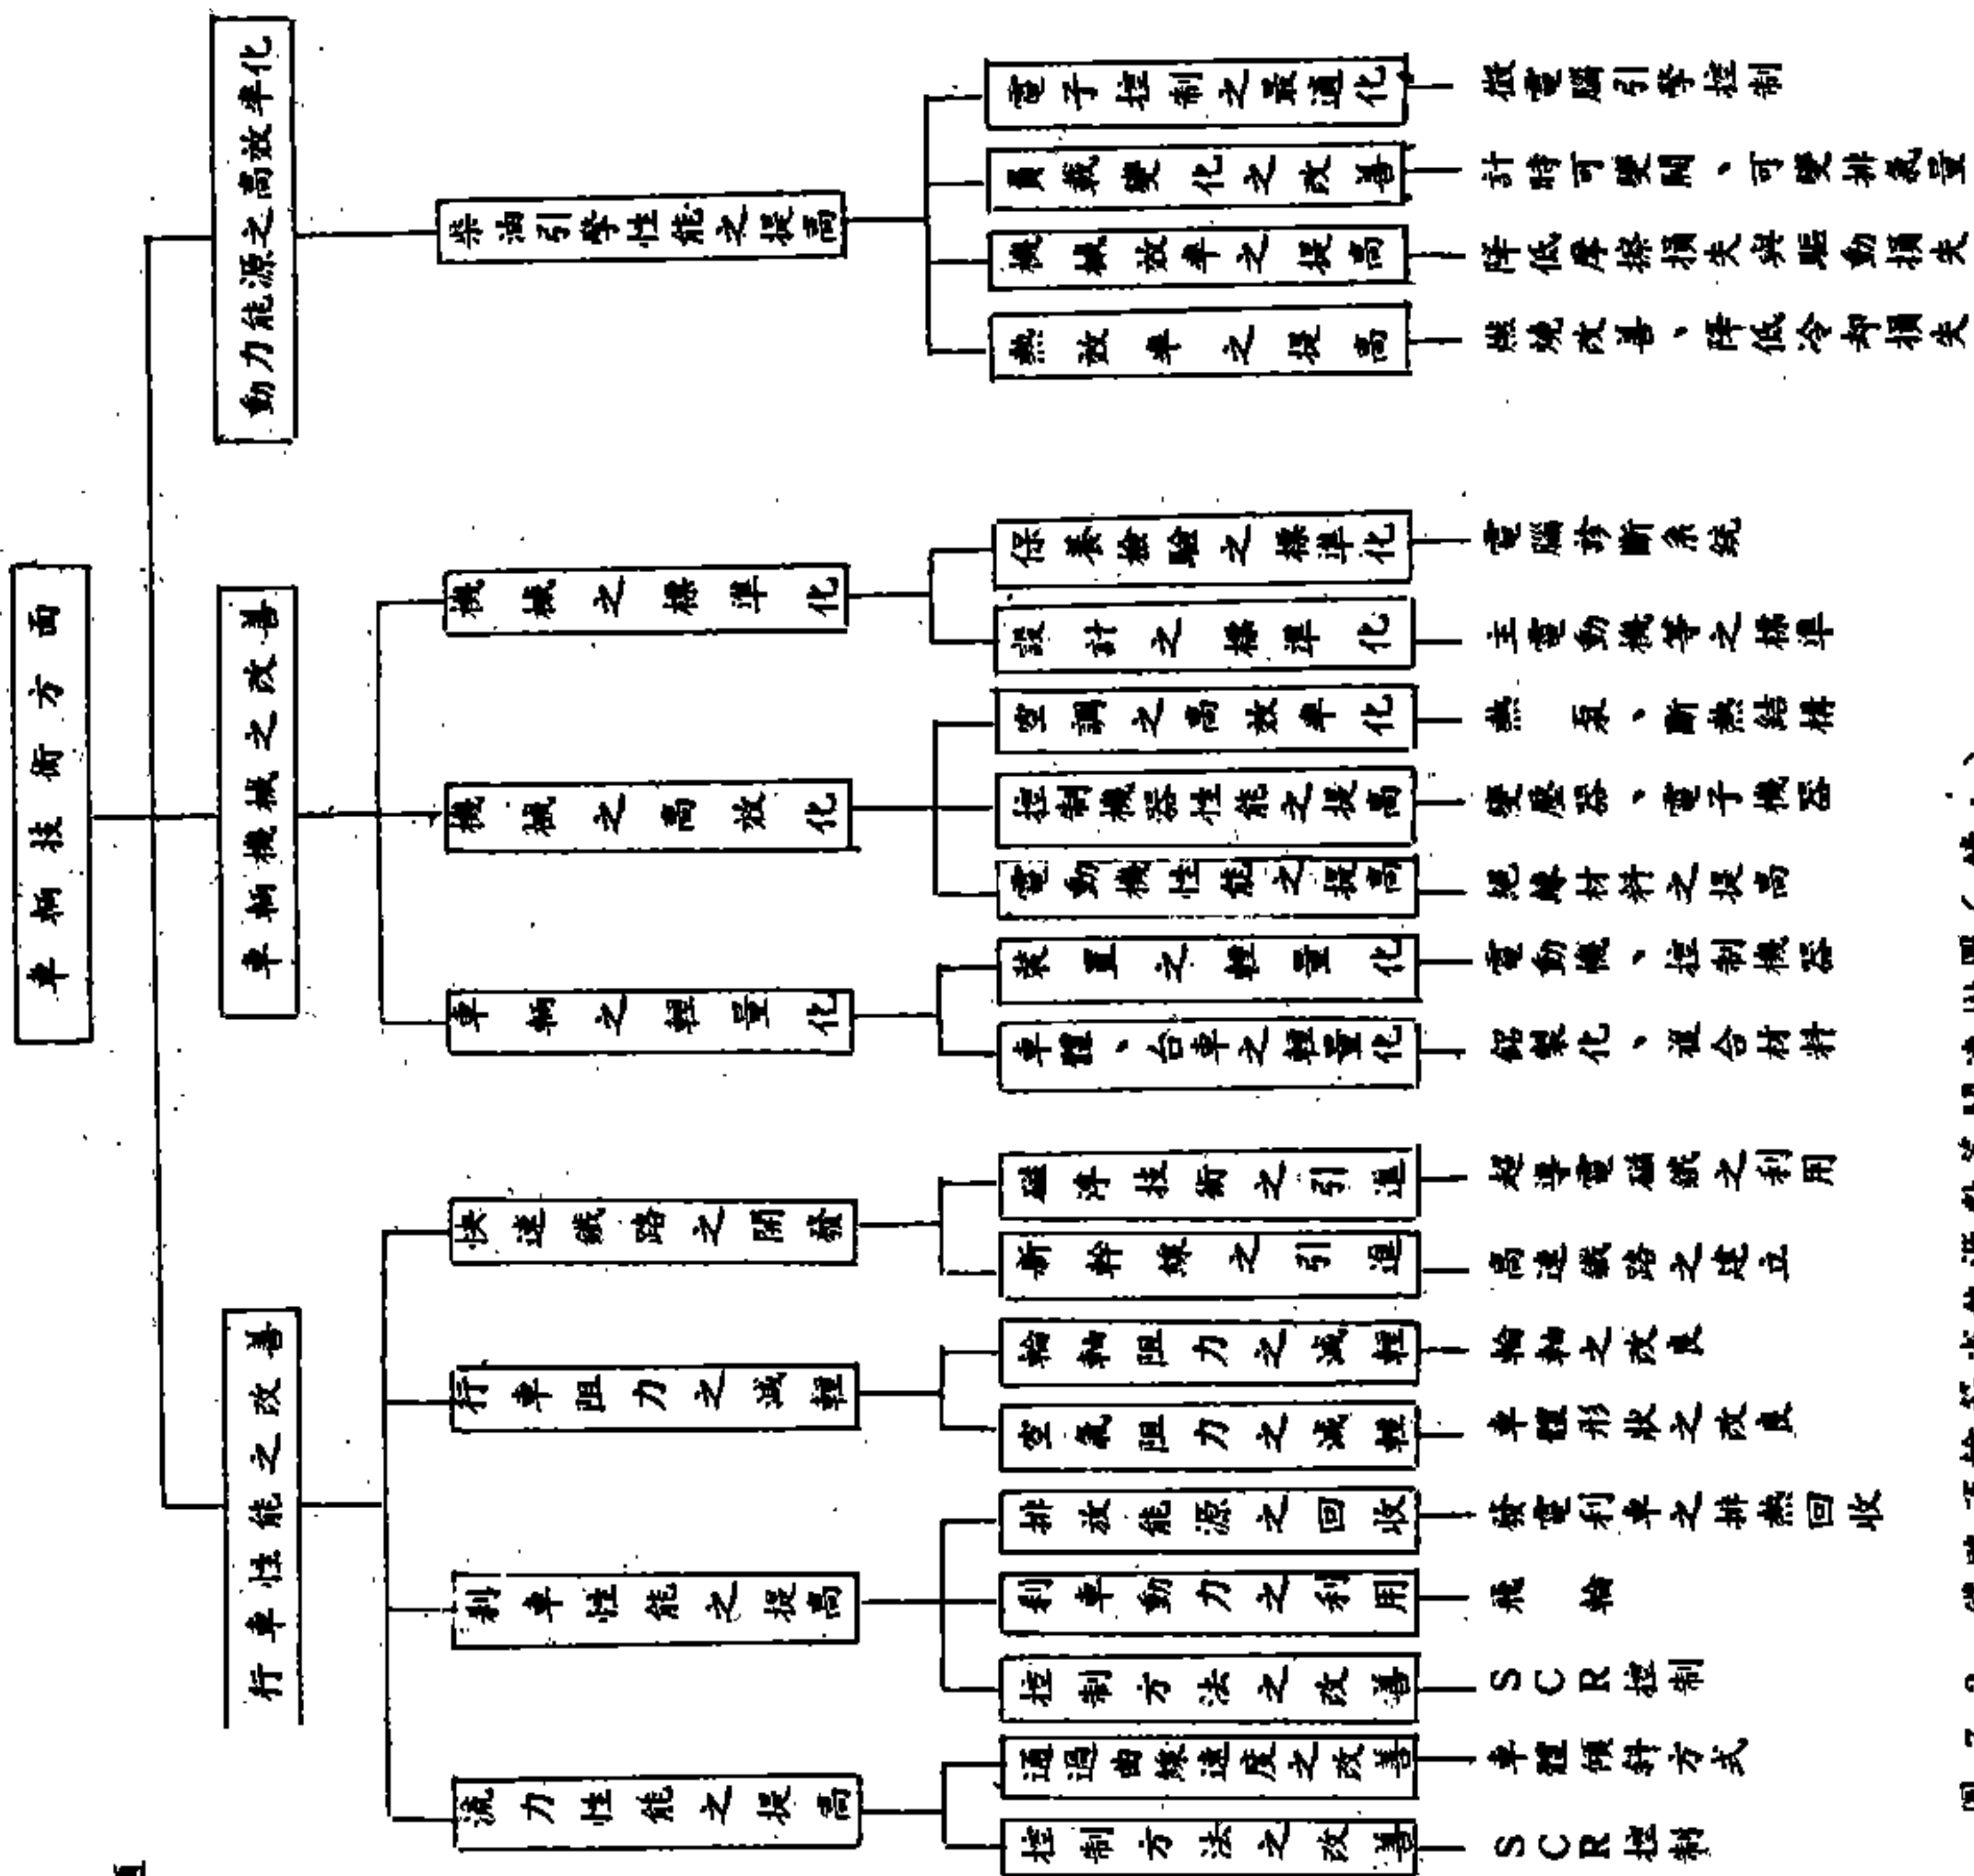 車輛技術方面
動力能源之高效率化
車輛機械之改善
行車性能之改善
柴油引擎性能之提高
機械之標準化
機械之高效化
車輛之輕量化
快速鐵路之開發
行車阻力之減輕
剎車性能之提高
流力性能之提高
電子控制之最適化
負載變化之改善
機械效率之提高
熱效率之提高
保養檢驗之標準化
設計之標準化
空調之高效率化
控制機器性能之提高
電動機性能之提高
裝置之輕量化
車體、台車之輕量化
磁浮技術之引進
新幹線之引進
輪軸阻力之減輕
空氣阻力之減輕
排放能源之回收
剎車動力之利用
控制方法之改善
通過曲線速度之改善
控制方法之改善
微電腦引擎控制
計時可變閥、可變排氣量
降低摩擦損失與驅動損失
燃燒改善、降低冷却損失
電腦診斷系統
主電動機等之標準
熱泵、斷熱結構
變壓器、電子機器
絕緣材料之提高
電動機、控制機器
鋁製化、複合材料
超導電磁鐵之利用
高速鐵路之建立
輪軸之改良
車體形狀之改良
發電剎車之排熱回收
飛輪
SCR控制
車體傾斜方式
SCR控制